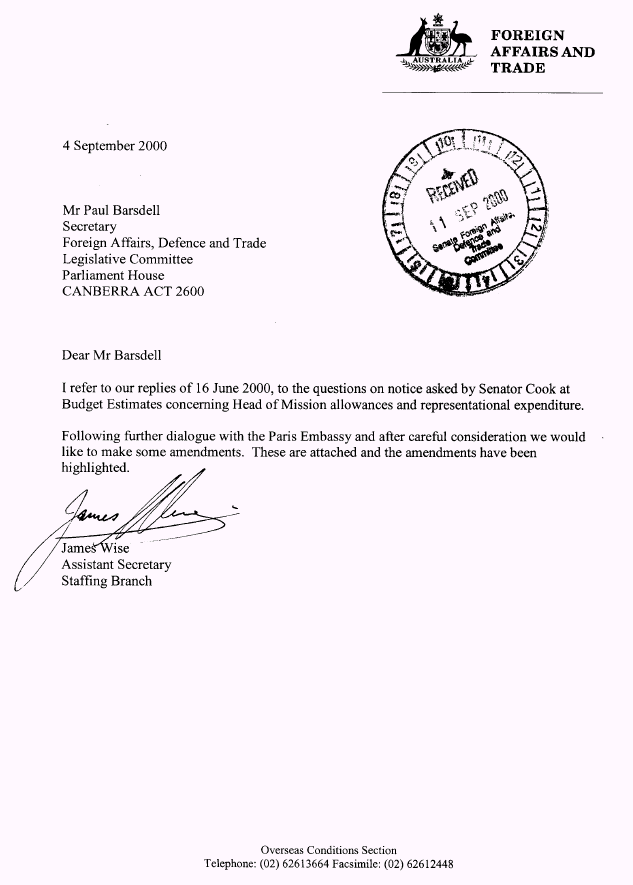 AUSTRALIA
FOREIGN
AFFAIRS AND
TRADE
4 September 2000
RECEIVED
11 SEP 2000
Senate Foreign Affairs,
Defence and
Trade
Committee
Mr Paul Barsdell
Secretary
Foreign Affairs, Defence and Trade
Legislative Committee
Parliament House
CANBERRA ACT 2600
Dear Mr Barsdell
I refer to our replies of 16 June 2000, to the questions on notice asked by Senator Cook at
Budget Estimates concerning Head of Mission allowances and representational expenditure.
Following further dialogue with the Paris Embassy and after careful consideration we would
like to make some amendments.  These are attached and the amendments have been
highlighted.
James Wise
James Wise
Assistant Secretary
Staffing Branch
Overseas Conditions Section
Telephone: (02) 62613664 Facsimile: (02) 62612448